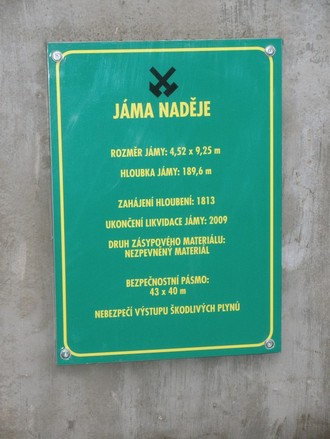 JÁMA NADĚJE
ROZMĚR JÁMY: 4,52 x 9,25 m
HLOUBKA JÁMY: 189,6 m
ZAHÁJENÍ HLOUBENÍ: 1813
UKONČENÍ LIKVIDACE JÁMY: 2009
DRUH ZÁSYPOVÉHO MATERIÁLU:
NEZPEVNĚNÝ MATERIÁL
BEZPEČNOSTNÍ PÁSMO:
43 x 40 m
NEBEZPEČÍ VÝSTUPU ŠKODLIVÝCH PLYNŮ